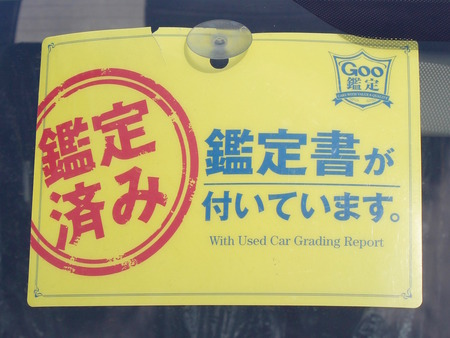 Goo
鑑定
鑑定
済み
鑑定書が
付いています。
With Used Car Grading Report